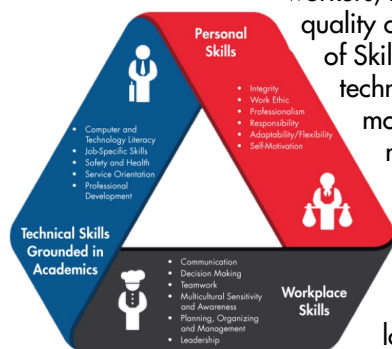 workers,
quality
of Skil
techn
mo
Personal
Skills
• Integrity
• Work Ethic
• Professionalism
• Responsibility
• Adaptability/Flexibility
• Self-Motivation
• Computer and
Technology Literacy
• Job-Specific Skills
• Safety and Health
• Service Orientation
• Professional
Development
Technical Skills
Grounded in
Academics
• Communication
• Decision Making
• Teamwork
• Multicultural Sensitivity
and Awareness
• Planning, Organizing
and Management
• Leadership
Workplace
Skills